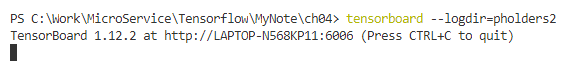 PS C:\Work\MicroService\Tensorflow\MyNote\ch04> tensorboard --logdir=pholders2
TensorBoard 1.12.2 at http://LAPTOP-N568KP11:6006 (Press CTRL+C to quit)